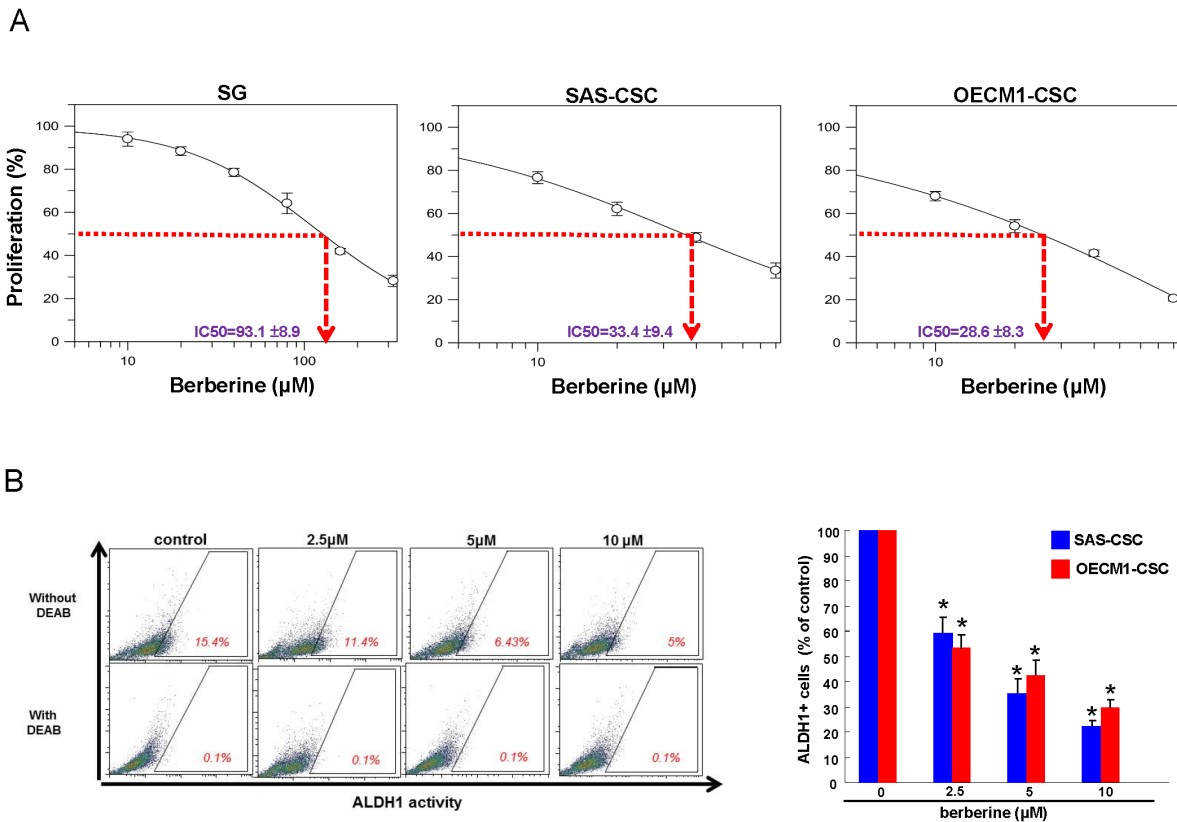 A
SG
SAS-CSC
OECM1-CSC
Proliferation (%)
100
80
60
40
20
0
IC50=93.1 ±8.9
10
100
Berberine (µM)
100
80
60
40
20
0
IC50=33.4 ±9.4
10
Berberine (µM)
100
80
60
40
20
0
IC50=28.6 ±8.3
10
Berberine (µM)
B
control
2.5µM
5µM
10 µM
Without
DEAB
15.4%
11.4%
6.43%
5%
With
DEAB
0.1%
0.1%
0.1%
0.1%
ALDH1 activity
ALDH1+ cells (% of control)
100
90
80
70
60
50
40
30
20
10
0
SAS-CSC
OECM1-CSC
*
*
*
*
*
*
0
2.5
5
10
berberine (µM)